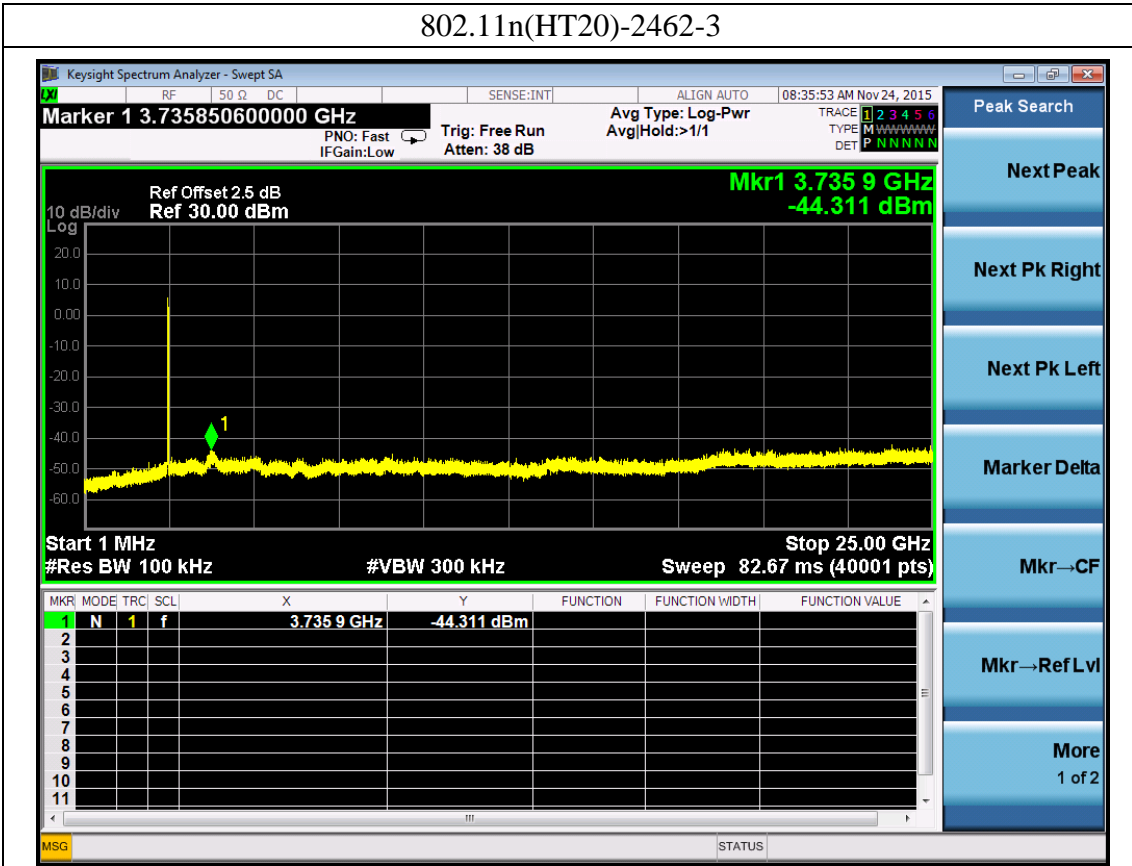 802.11n(HT20)-2462-3
Keysight Spectrum Analyzer - Swept SA
LXI RF 50 Ω DC SENSE:INT ALIGN AUTO 08:35:53 AM Nov 24, 2015
Marker 1 3.735850600000 GHz
PNO: Fast
IFGain:Low
Trig: Free Run
Atten: 38 dB
Avg Type: Log-Pwr
Avg|Hold:>1/1
TRACE 1 2 3 4 5 6
TYPE M WWWWW
DET P N N N N N
Mkr1 3.735 9 GHz
-44.311 dBm
Ref Offset 2.5 dB
10 dB/div Ref 30.00 dBm
Log
20.0
10.0
0.00
-10.0
-20.0
-30.0
-40.0
-50.0
-60.0
1
Start 1 MHz Stop 25.00 GHz
#Res BW 100 kHz #VBW 300 kHz Sweep 82.67 ms (40001 pts)
MKR MODE TRC SCL X Y FUNCTION FUNCTION WIDTH FUNCTION VALUE
1 N 1 f 3.735 9 GHz -44.311 dBm
2
3
4
5
6
7
8
9
10
11
MSG STATUS
Peak Search
Next Peak
Next Pk Right
Next Pk Left
Marker Delta
Mkr→CF
Mkr→Ref Lvl
More
1 of 2